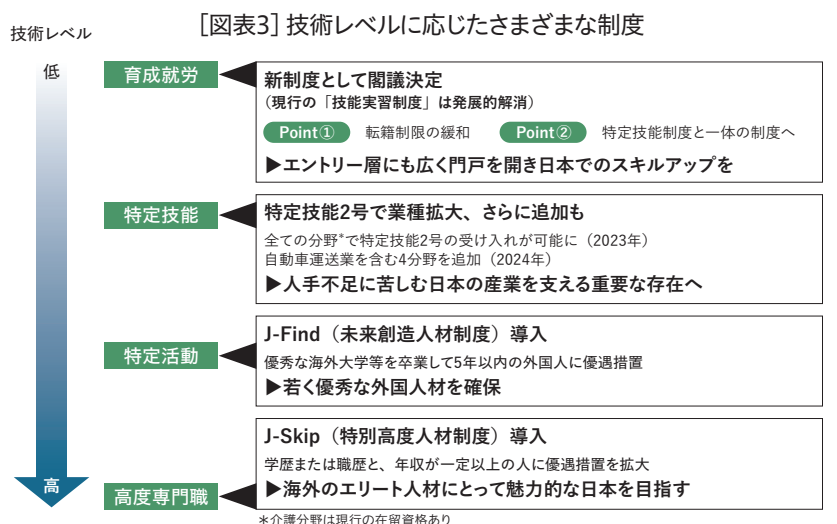 [図表3] 技術レベルに応じたさまざまな制度
技術レベル
低
育成就労
新制度として閣議決定
(現行の「技能実習制度」は発展的解消)
Point① 転籍制限の緩和 Point② 特定技能制度と一体の制度へ
▶エントリー層にも広く門戸を開き日本でのスキルアップを
特定技能
特定技能2号で業種拡大、さらに追加も
全ての分野*で特定技能2号の受け入れが可能に（2023年）
自動車運送業を含む4分野を追加（2024年）
▶人手不足に苦しむ日本の産業を支える重要な存在へ
特定活動
J-Find（未来創造人材制度）導入
優秀な海外大学等を卒業して5年以内の外国人に優遇措置
▶若く優秀な外国人材を確保
高度専門職
J-Skip（特別高度人材制度）導入
学歴または職歴と、年収が一定以上の人に優遇措置を拡大
▶海外のエリート人材にとって魅力的な日本を目指す
高
*介護分野は現行の在留資格あり